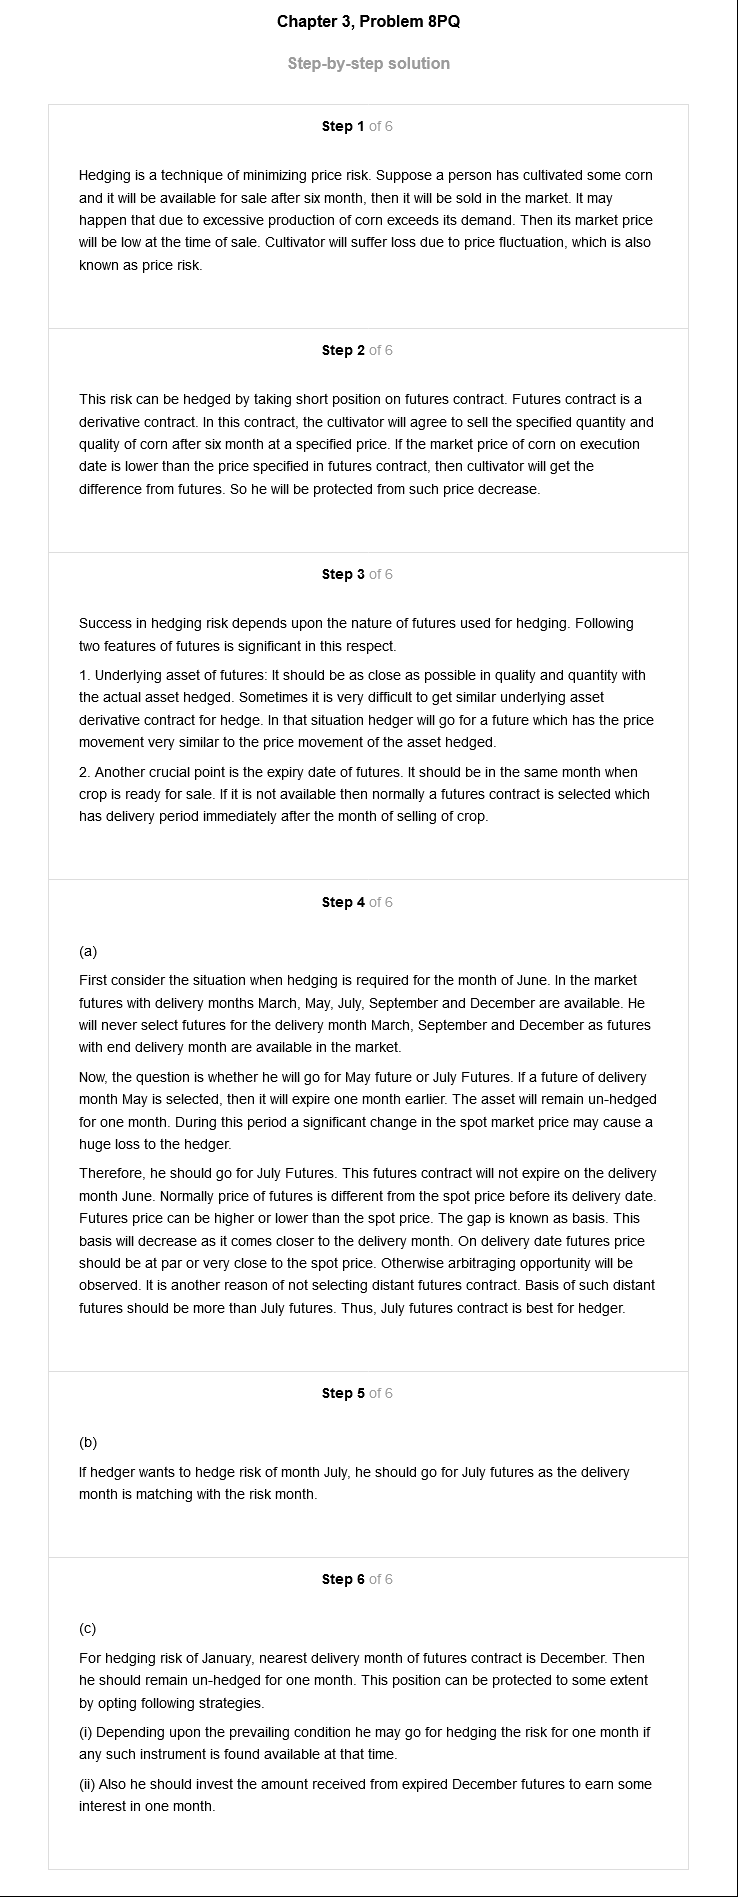 Chapter 3, Problem 8PQ
Step-by-step solution
Step 1 of 6
Hedging is a technique of minimizing price risk. Suppose a person has cultivated some corn
and it will be available for sale after six month, then it will be sold in the market. It may
happen that due to excessive production of corn exceeds its demand. Then its market price
will be low at the time of sale. Cultivator will suffer loss due to price fluctuation, which is also
known as price risk.
Step 2 of 6
This risk can be hedged by taking short position on futures contract. Futures contract is a
derivative contract. In this contract, the cultivator will agree to sell the specified quantity and
quality of corn after six month at a specified price. If the market price of corn on execution
date is lower than the price specified in futures contract, then cultivator will get the
difference from futures. So he will be protected from such price decrease.
Step 3 of 6
Success in hedging risk depends upon the nature of futures used for hedging. Following
two features of futures is significant in this respect.
1. Underlying asset of futures: It should be as close as possible in quality and quantity with
the actual asset hedged. Sometimes it is very difficult to get similar underlying asset
derivative contract for hedge. In that situation hedger will go for a future which has the price
movement very similar to the price movement of the asset hedged.
2. Another crucial point is the expiry date of futures. It should be in the same month when
crop is ready for sale. If it is not available then normally a futures contract is selected which
has delivery period immediately after the month of selling of crop.
Step 4 of 6
(a)
First consider the situation when hedging is required for the month of June. In the market
futures with delivery months March, May, July, September and December are available. He
will never select futures for the delivery month March, September and December as futures
with end delivery month are available in the market.
Now, the question is whether he will go for May future or July Futures. If a future of delivery
month May is selected, then it will expire one month earlier. The asset will remain un-hedged
for one month. During this period a significant change in the spot market price may cause a
huge loss to the hedger.
Therefore, he should go for July Futures. This futures contract will not expire on the delivery
month June. Normally price of futures is different from the spot price before its delivery date.
Futures price can be higher or lower than the spot price. The gap is known as basis. This
basis will decrease as it comes closer to the delivery month. On delivery date futures price
should be at par or very close to the spot price. Otherwise arbitraging opportunity will be
observed. It is another reason of not selecting distant futures contract. Basis of such distant
futures should be more than July futures. Thus, July futures contract is best for hedger.
Step 5 of 6
(b)
If hedger wants to hedge risk of month July, he should go for July futures as the delivery
month is matching with the risk month.
Step 6 of 6
(c)
For hedging risk of January, nearest delivery month of futures contract is December. Then
he should remain un-hedged for one month. This position can be protected to some extent
by opting following strategies.
(i) Depending upon the prevailing condition he may go for hedging the risk for one month if
any such instrument is found available at that time.
(ii) Also he should invest the amount received from expired December futures to earn some
interest in one month.